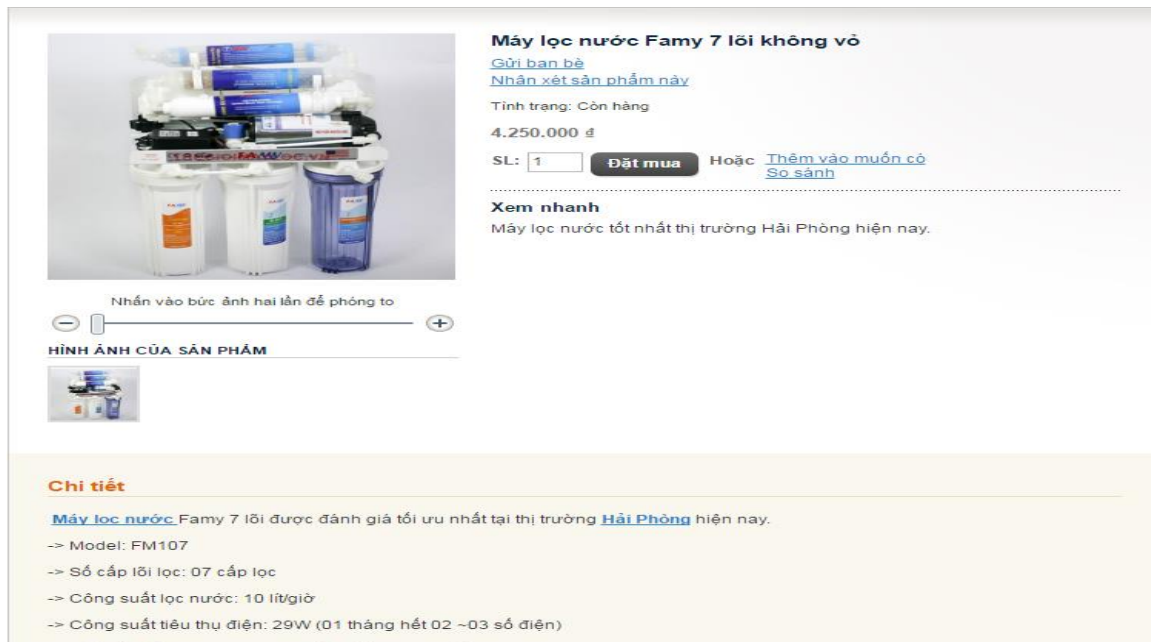 Máy lọc nước Famy 7 lõi không vỏ
Gửi bạn bè
Nhận xét sản phẩm này
Tình trạng: Còn hàng
4.250.000 đ
SL: 1 Đặt mua Hoặc Thêm vào muốn có
So sánh
Xem nhanh
Máy lọc nước tốt nhất thị trường Hải Phòng hiện nay.
Nhấn vào bức ảnh hai lần để phóng to
HÌNH ẢNH CỦA SẢN PHẨM
Chi tiết
Máy lọc nước Famy 7 lõi được đánh giá tối ưu nhất tại thị trường Hải Phòng hiện nay.
-> Model: FM107
-> Số cấp lõi lọc: 07 cấp lọc
-> Công suất lọc nước: 10 lít/giờ
-> Công suất tiêu thụ điện: 29W (01 tháng hết 02 ~03 số điện)